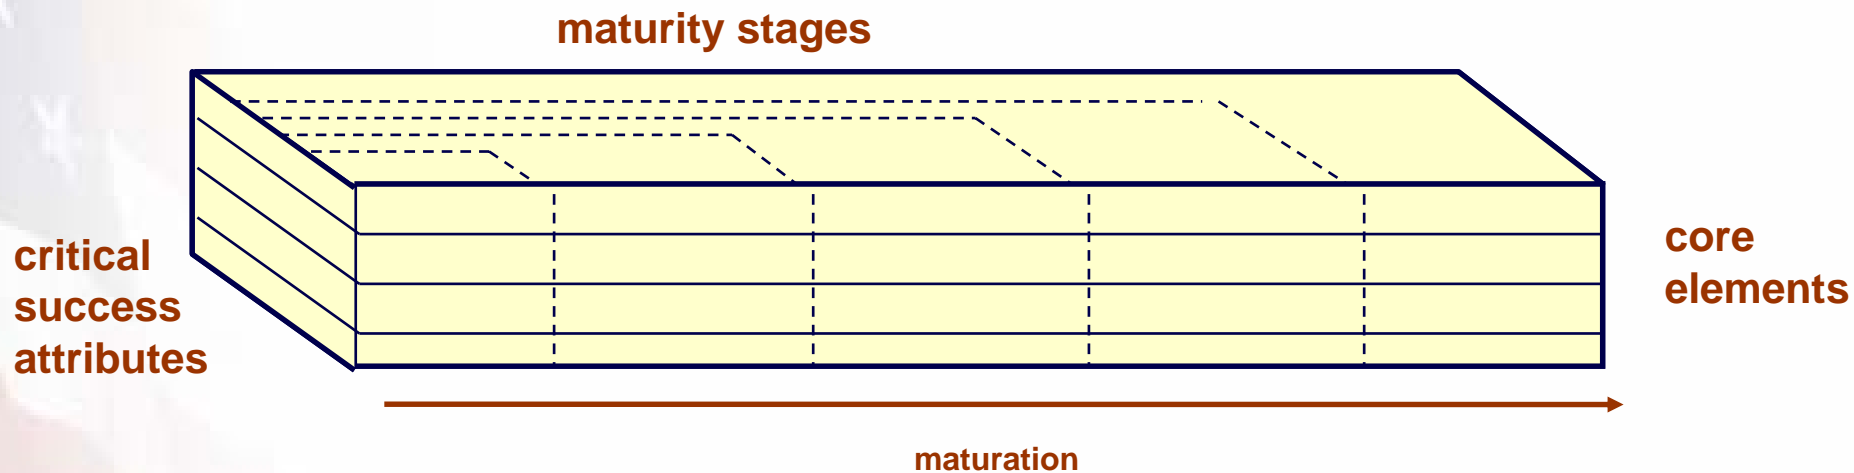 maturity stages
critical
success
attributes
core
elements
maturation